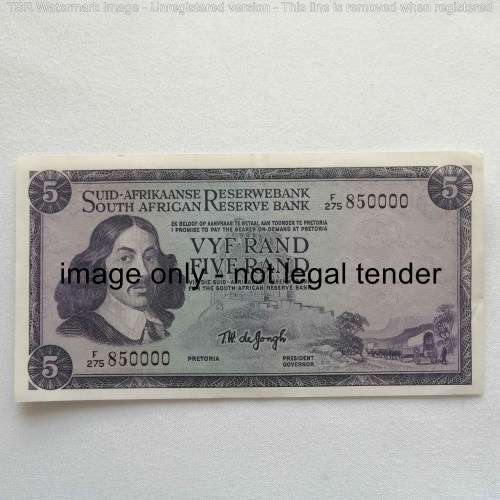 TSR Watermark Image - Unregistered version - This line is removed when registered
5
SUID-AFRIKAANSE RESERWEBANK
SOUTH AFRICAN RESERVE BANK
F/275 850000
5
EK BELOOF OM AAN TOONDER TE BETAAL TE PRETORIA
I PROMISE TO PAY THE BEARER ON DEMAND AT PRETORIA
VYF RAND
FIVE RAND
image only - not legal tender
FOR THE SOUTH AFRICAN RESERVE BANK
T.W. de Jongh
5
F/275 850000
PRETORIA
PRESIDENT
GOVERNOR
5